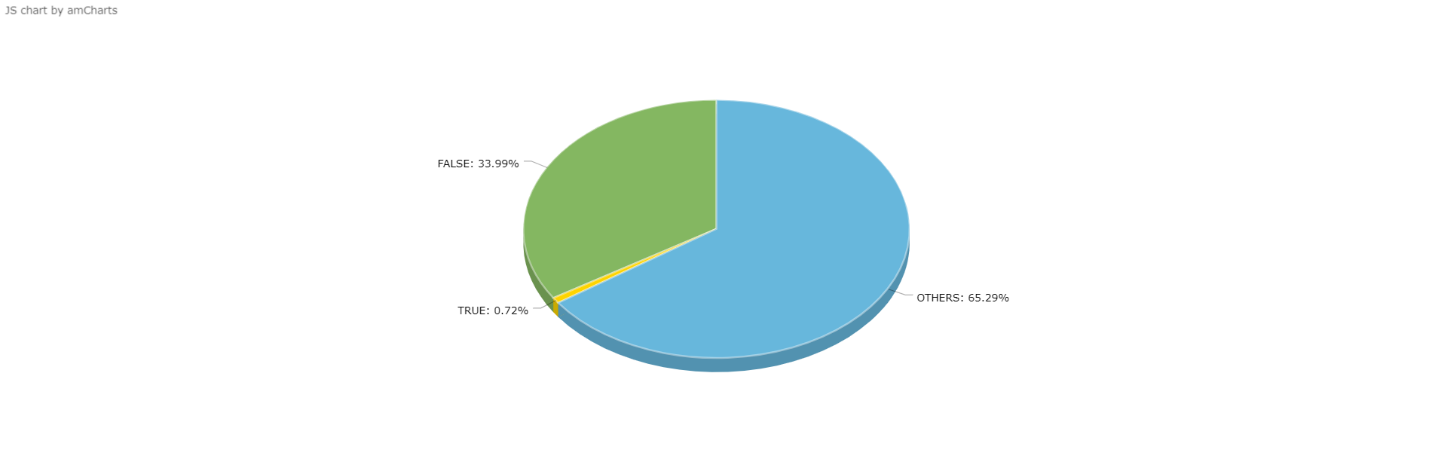 JS chart by amCharts
FALSE: 33.99%
OTHERS: 65.29%
TRUE: 0.72%